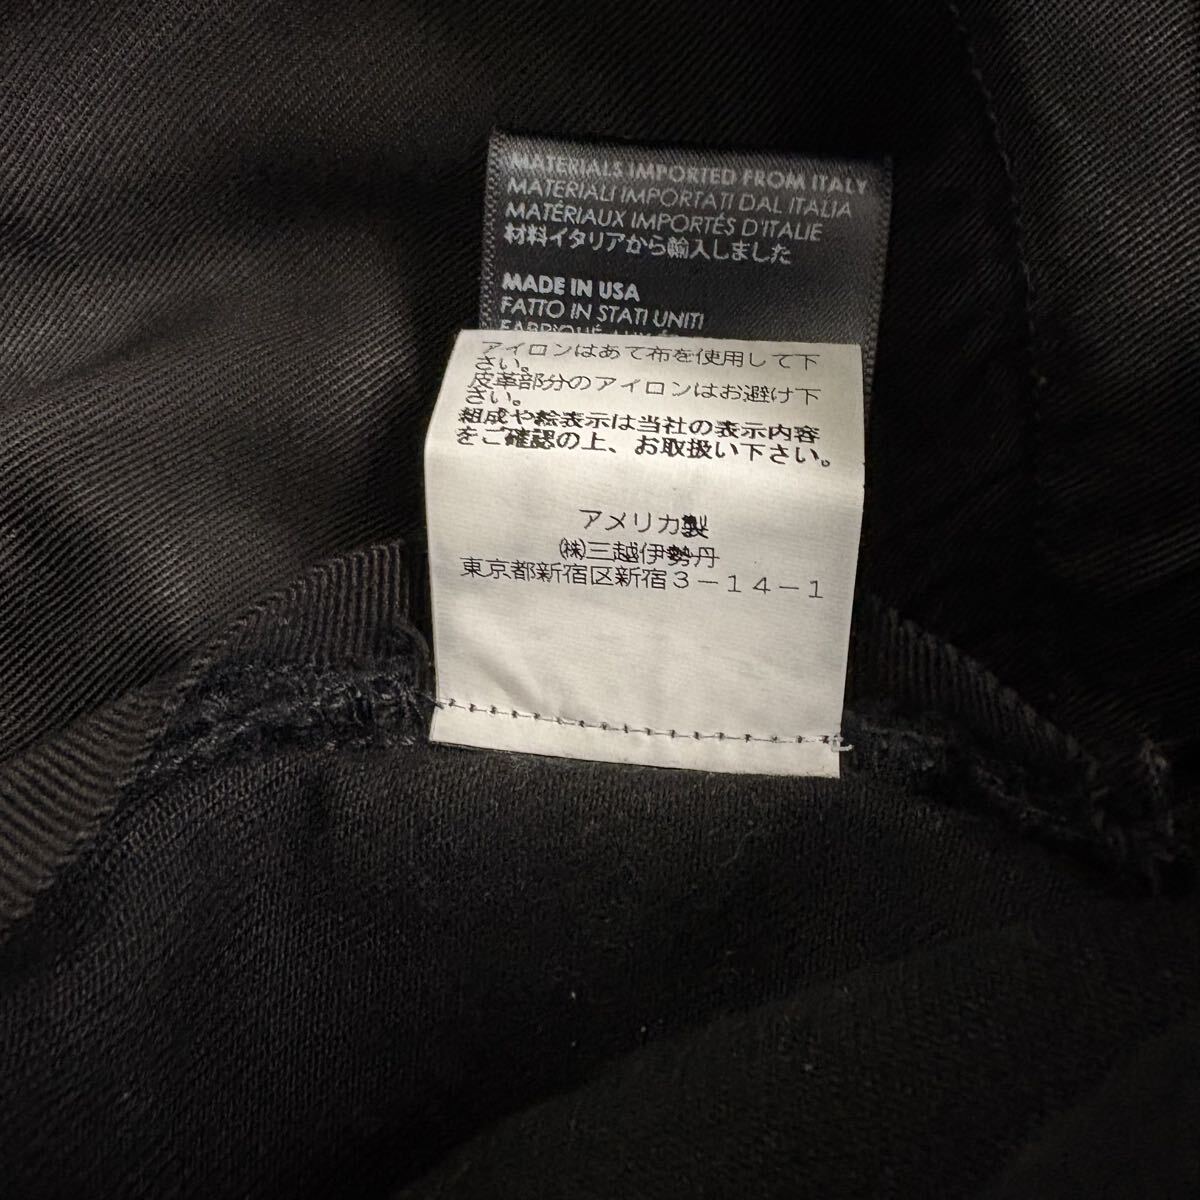 MATERIALS IMPORTED FROM ITALY
MATERIALI IMPORTATI DAL ITALIA
MATÉRIAUX IMPORTÉS D'ITALIE
材料イタリアから輸入しました
MADE IN USA
FATTO IN STATI UNITI
アイロンはあて布を使用して下
さい。
皮革部分のアイロンはお避け下
さい。
組成や絵表示は当社の表示内容
をご確認の上、お取扱い下さい。
アメリカ製
㈱三越伊勢丹
東京都新宿区新宿3－14－1